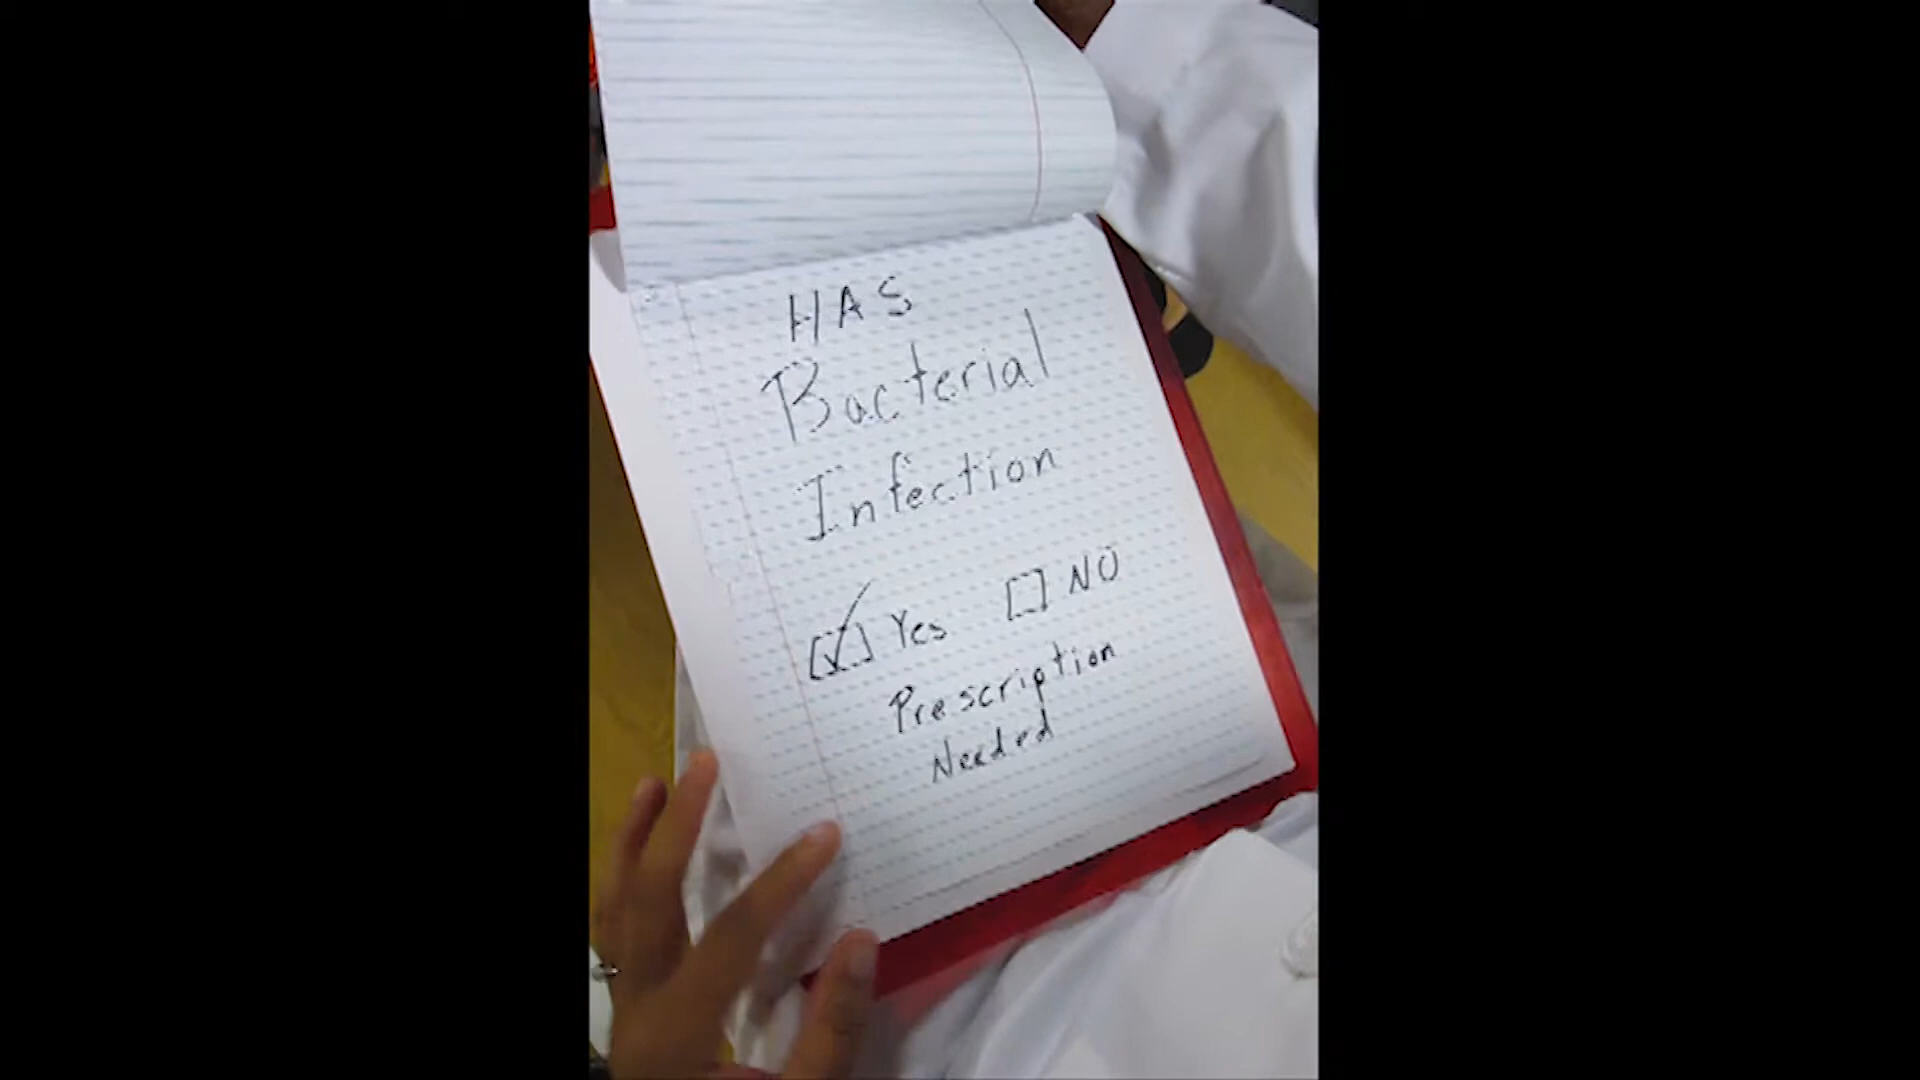 HAS
Bacterial
Infection
[✓] Yes [ ] NO
Prescription
Needed